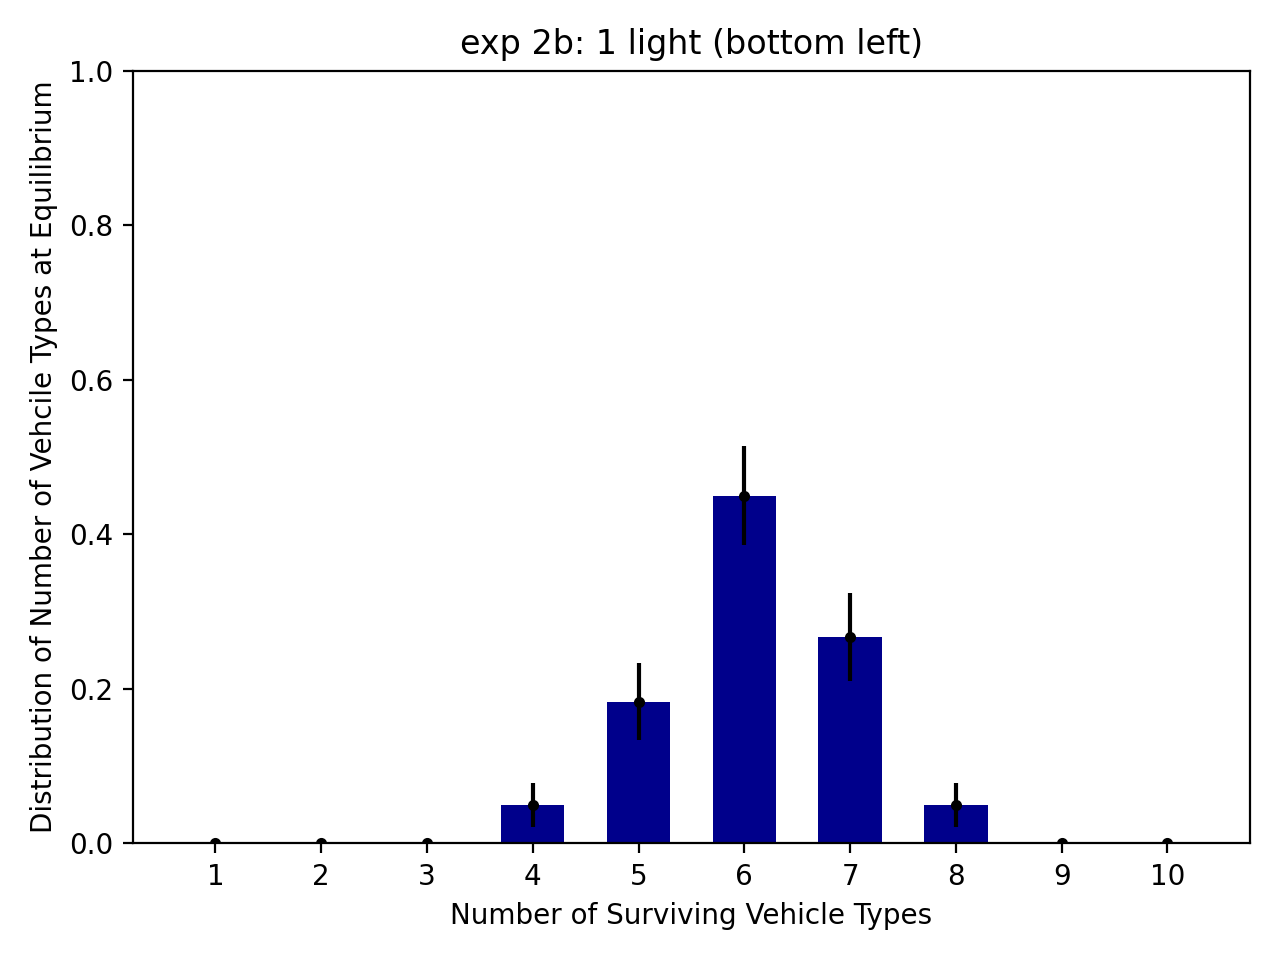 exp 2b: 1 light (bottom left)
Distribution of Number of Vehcile Types at Equilibrium
1.0
0.8
0.6
0.4
0.2
0.0
1 2 3 4 5 6 7 8 9 10
Number of Surviving Vehicle Types